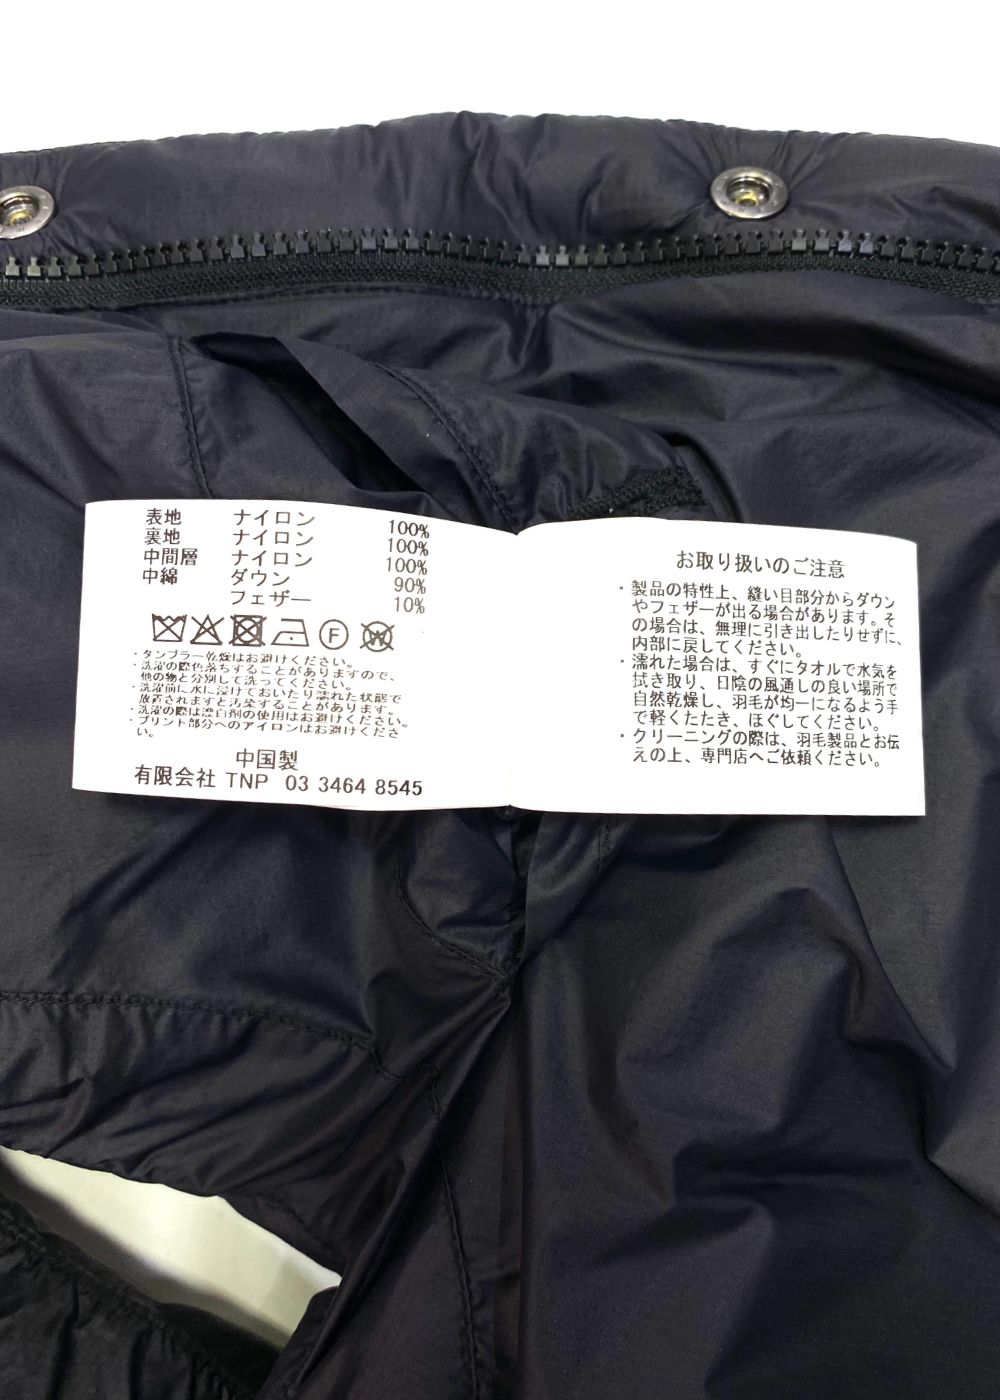 表地 ナイロン 100%
裏地 ナイロン 100%
中間層 ナイロン 100%
中綿 ダウン 90%
フェザー 10%
F
W
・タンブラー乾燥はお避けください。
・洗濯の際色落ちすることがありますので、
他の物と分別して洗ってください。
・洗濯前に水に浸けておいたり濡れた状態で
放置されますと汚染することがあります。
・洗濯の際は漂白剤の使用はお避けください。
・プリント部分へのアイロンはお避けくださ
い。
中国製
有限会社 TNP 03 3464 8545
お取り扱いのご注意
・製品の特性上、縫い目部分からダウン
やフェザーが出る場合があります。そ
の場合は、無理に引き出したりせずに、
内部に戻してください。
・濡れた場合は、すぐにタオルで水気を
拭き取り、日陰の風通しの良い場所で
自然乾燥し、羽毛が均一になるよう手
で軽くたたき、ほぐしてください。
・クリーニングの際は、羽毛製品とお伝
えの上、専門店へご依頼ください。